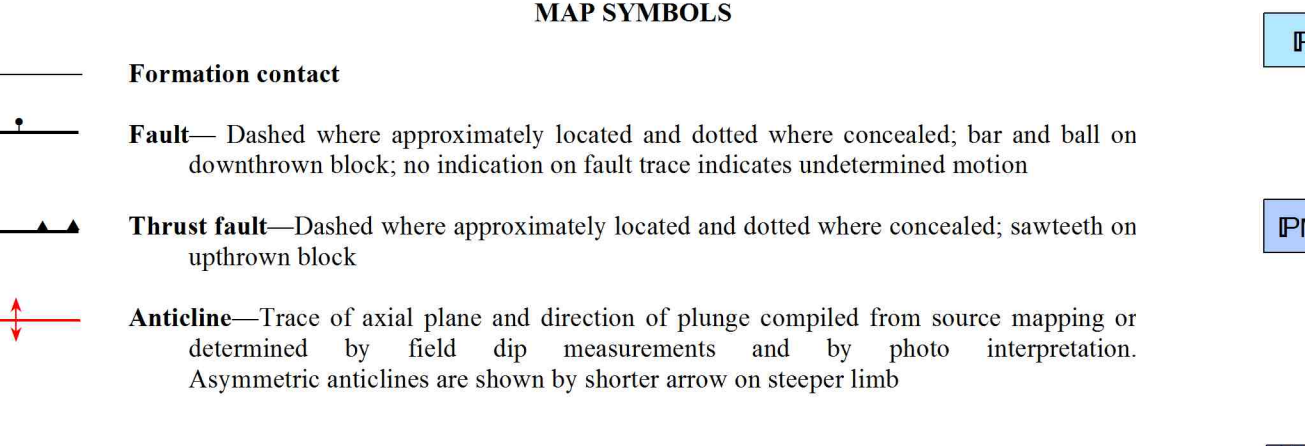 MAP SYMBOLS
Formation contact
Fault— Dashed where approximately located and dotted where concealed; bar and ball on
downthrown block; no indication on fault trace indicates undetermined motion
Thrust fault—Dashed where approximately located and dotted where concealed; sawteeth on
upthrown block
Anticline—Trace of axial plane and direction of plunge compiled from source mapping or
determined by field dip measurements and by photo interpretation.
Asymmetric anticlines are shown by shorter arrow on steeper limb